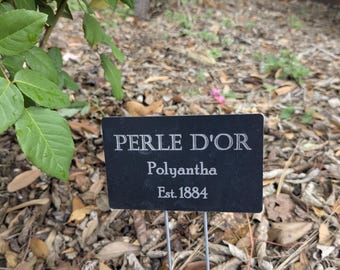 PERLE D'OR
Polyantha
Est. 1884